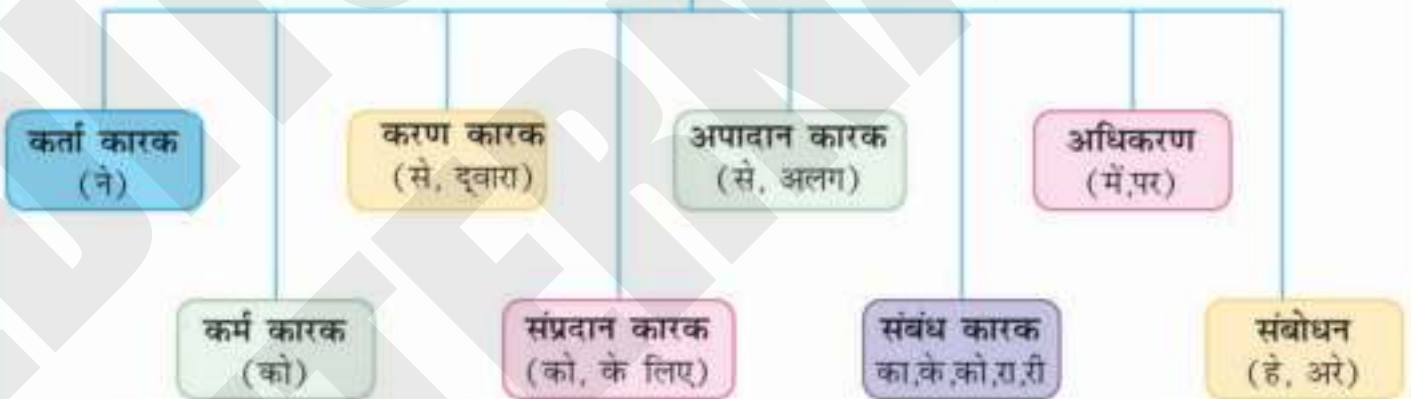 कर्ता कारक
(ने)
करण कारक
(से, द्वारा)
अपादान कारक
(से, अलग)
अधिकरण
(में,पर)
कर्म कारक
(को)
संप्रदान कारक
(को, के लिए)
संबंध कारक
का,के,को,रा,री
संबोधन
(हे, अरे)